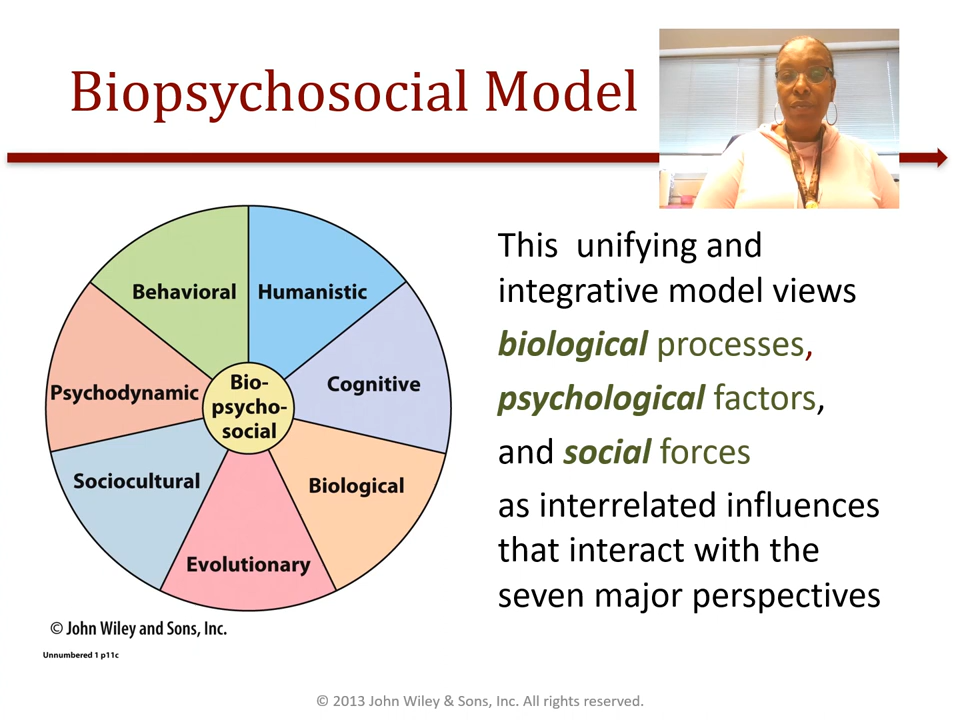 Biopsychosocial Model
Behavioral
Humanistic
Psychodynamic
Bio-
psycho-
social
Cognitive
Sociocultural
Biological
Evolutionary
© John Wiley and Sons, Inc.
Unnumbered 1 p11c
This unifying and
integrative model views
biological processes,
psychological factors,
and social forces
as interrelated influences
that interact with the
seven major perspectives
© 2013 John Wiley & Sons, Inc. All rights reserved.